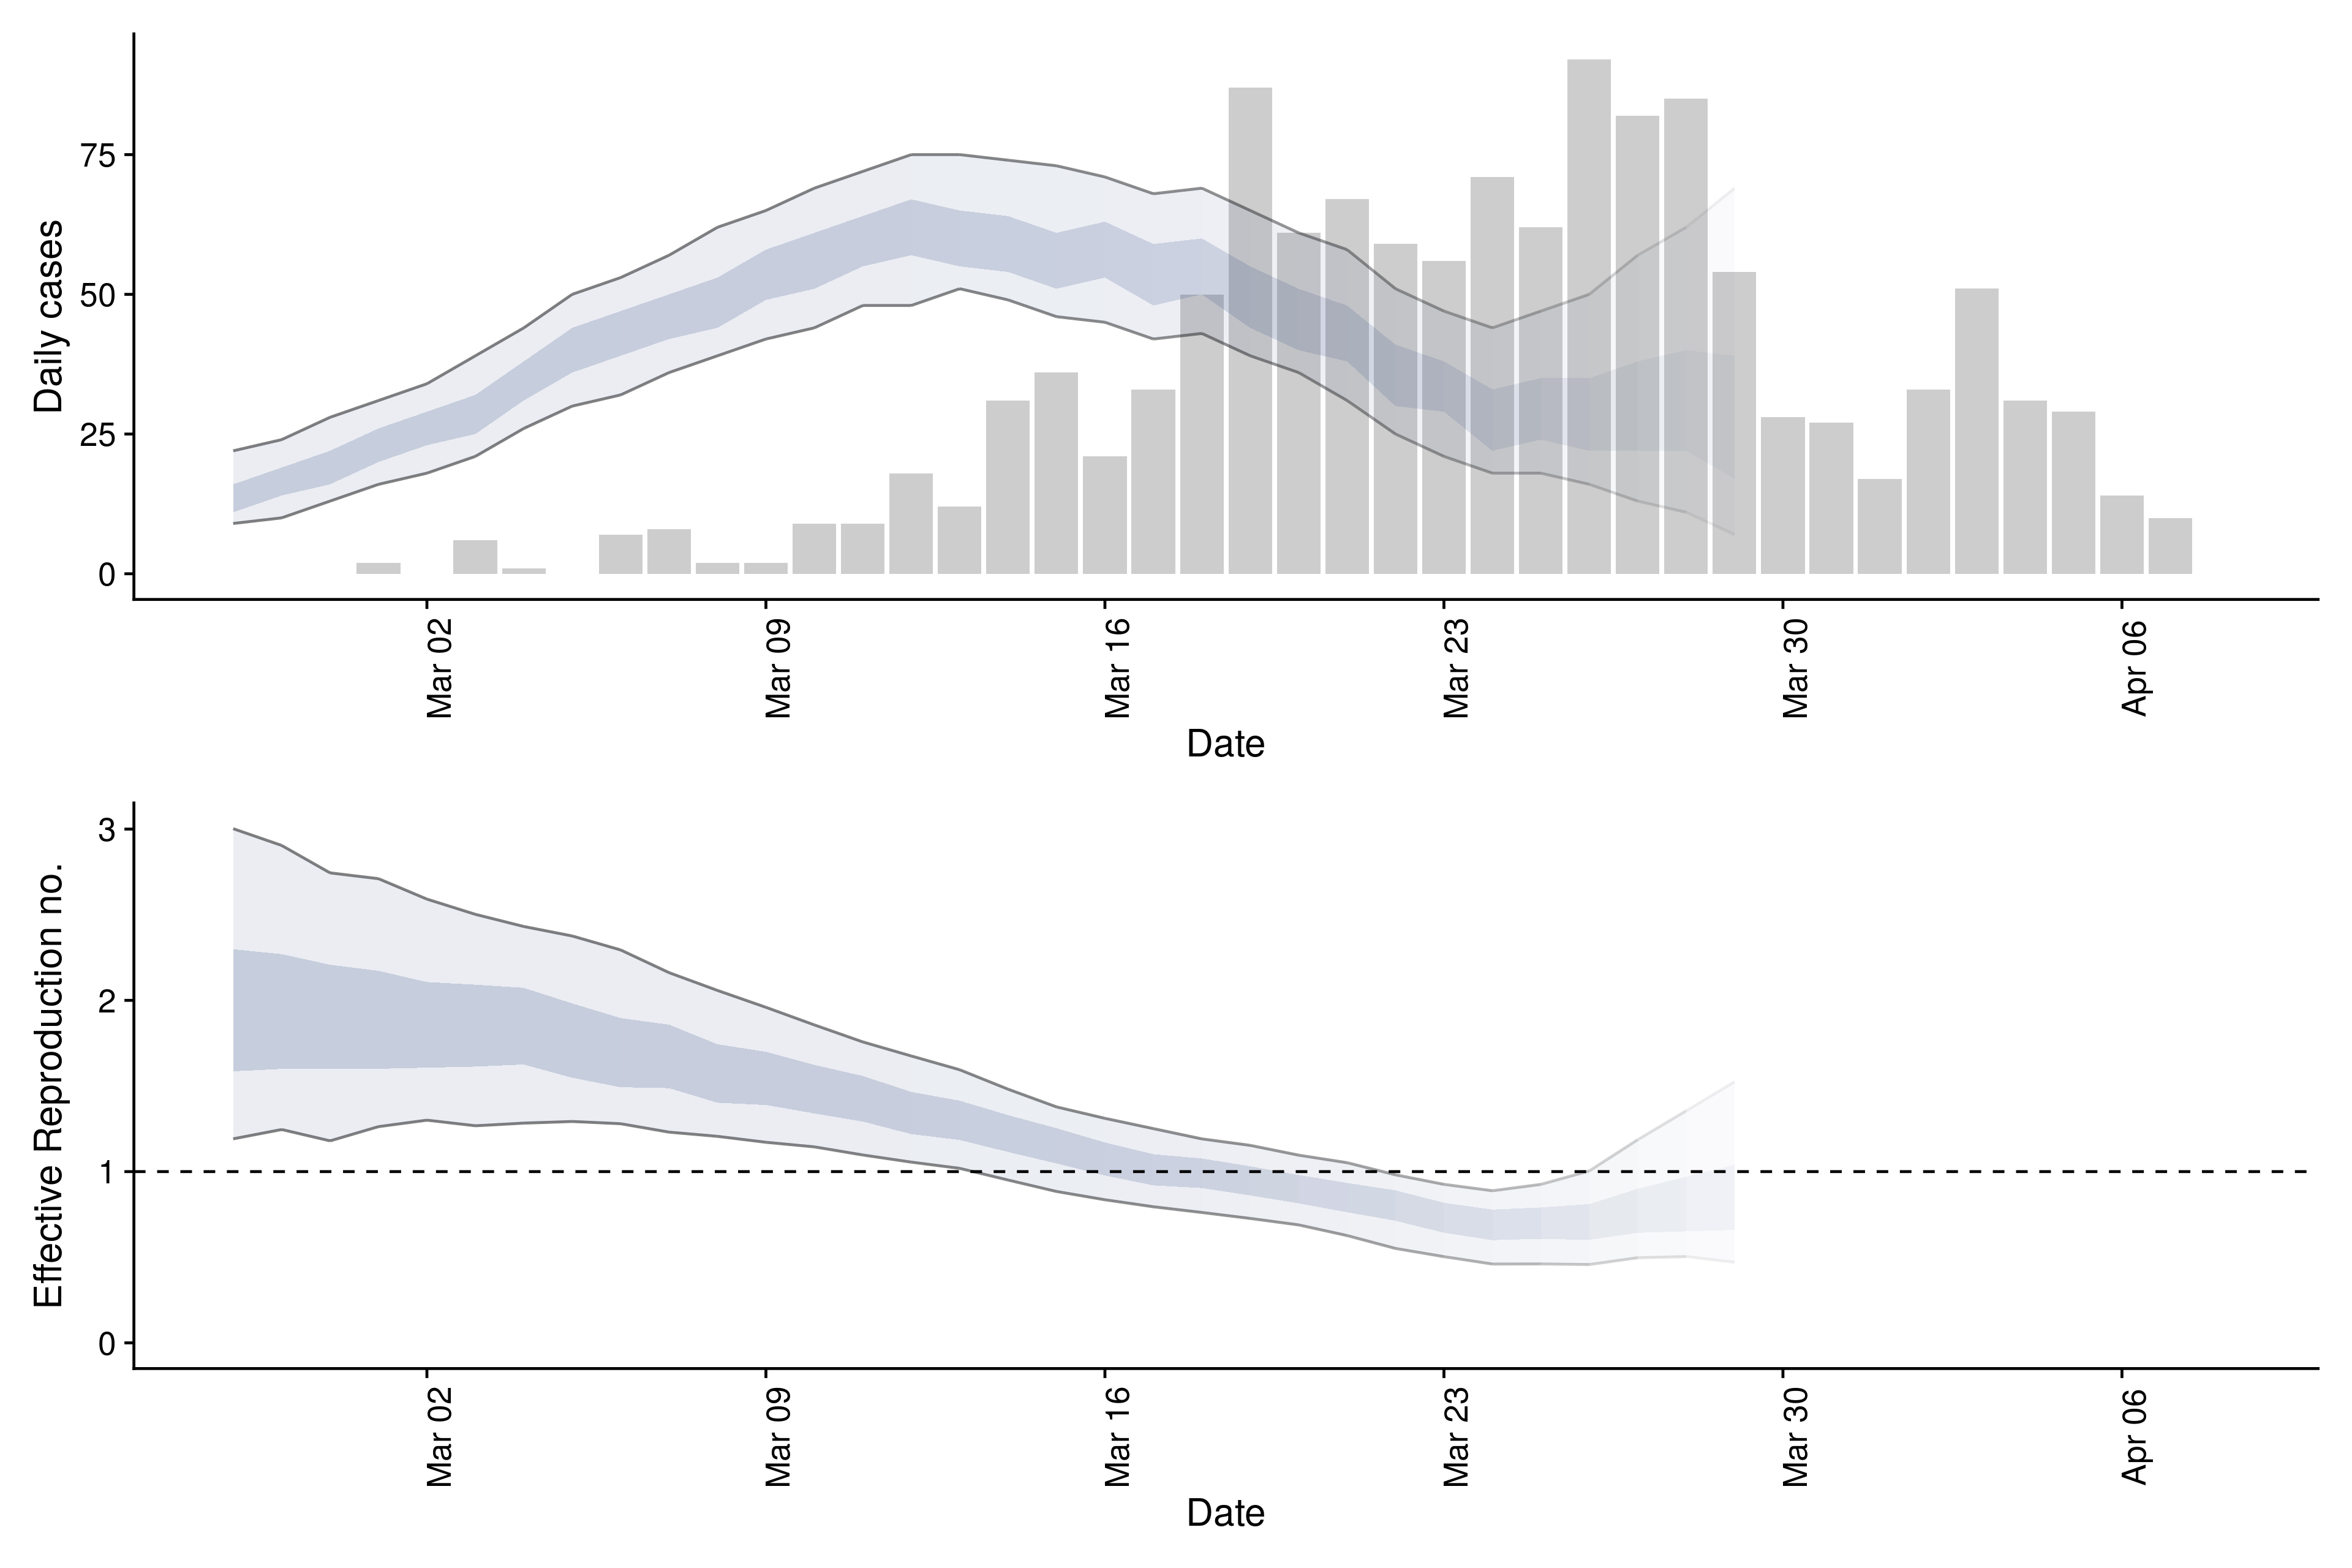 Daily cases
75
50
25
0
Mar 02
Mar 09
Mar 16
Mar 23
Mar 30
Apr 06
Date
Effective Reproduction no.
3
2
1
0
Mar 02
Mar 09
Mar 16
Mar 23
Mar 30
Apr 06
Date